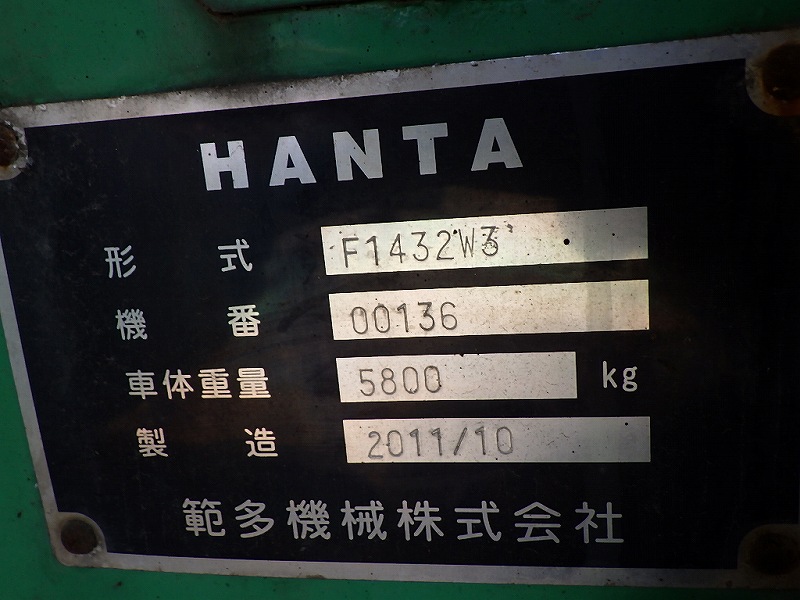 HANTA
形式 F1432W3
機番 00136
車体重量 5800 kg
製造 2011/10
範多機械株式会社